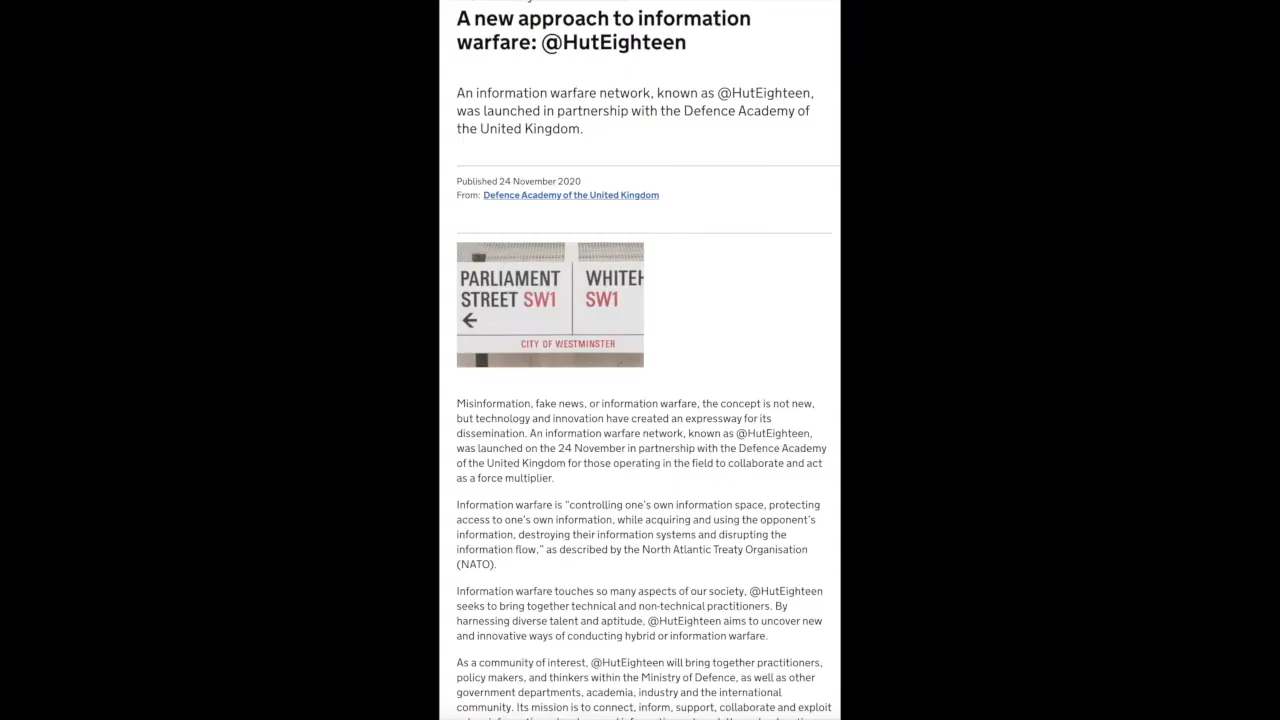 A new approach to information
warfare: @HutEighteen
An information warfare network, known as @HutEighteen,
was launched in partnership with the Defence Academy of
the United Kingdom.
Published 24 November 2020
From: Defence Academy of the United Kingdom
PARLIAMENT
STREET SW1
WHITEH
SW1
CITY OF WESTMINSTER
Misinformation, fake news, or information warfare, the concept is not new,
but technology and innovation have created an expressway for its
dissemination. An information warfare network, known as @HutEighteen,
was launched on the 24 November in partnership with the Defence Academy
of the United Kingdom for those operating in the field to collaborate and act
as a force multiplier.
Information warfare is “controlling one’s own information space, protecting
access to one’s own information, while acquiring and using the opponent’s
information, destroying their information systems and disrupting the
information flow,” as described by the North Atlantic Treaty Organisation
(NATO).
Information warfare touches so many aspects of our society, @HutEighteen
seeks to bring together technical and non-technical practitioners. By
harnessing diverse talent and aptitude, @HutEighteen aims to uncover new
and innovative ways of conducting hybrid or information warfare.
As a community of interest, @HutEighteen will bring together practitioners,
policy makers, and thinkers within the Ministry of Defence, as well as other
government departments, academia, industry and the international
community. Its mission is to connect, inform, support, collaborate and exploit